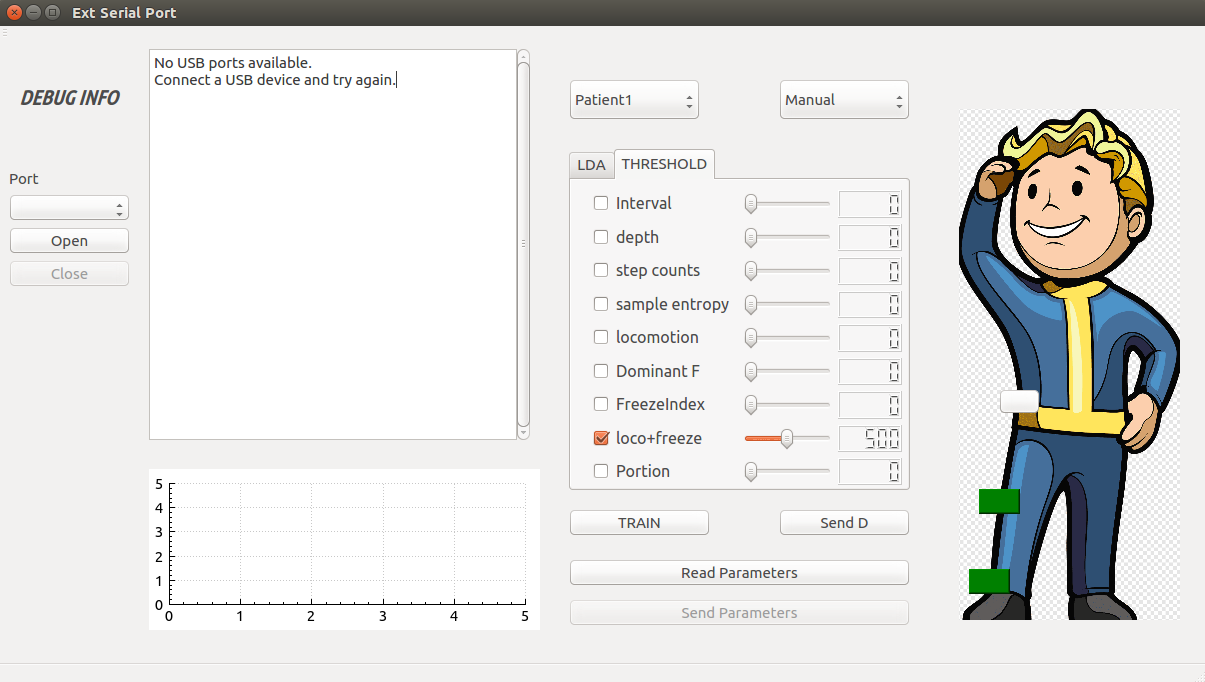 Ext Serial Port
No USB ports available.
Connect a USB device and try again.
DEBUG INFO
Port
Open
Close
Patient1
Manual
LDA
THRESHOLD
Interval 0
depth 0
step counts 0
sample entropy 0
locomotion 0
Dominant F 0
FreezeIndex 0
loco+freeze 500
Portion 0
TRAIN
Send D
Read Parameters
Send Parameters
5
4
3
2
1
0
0 1 2 3 4 5